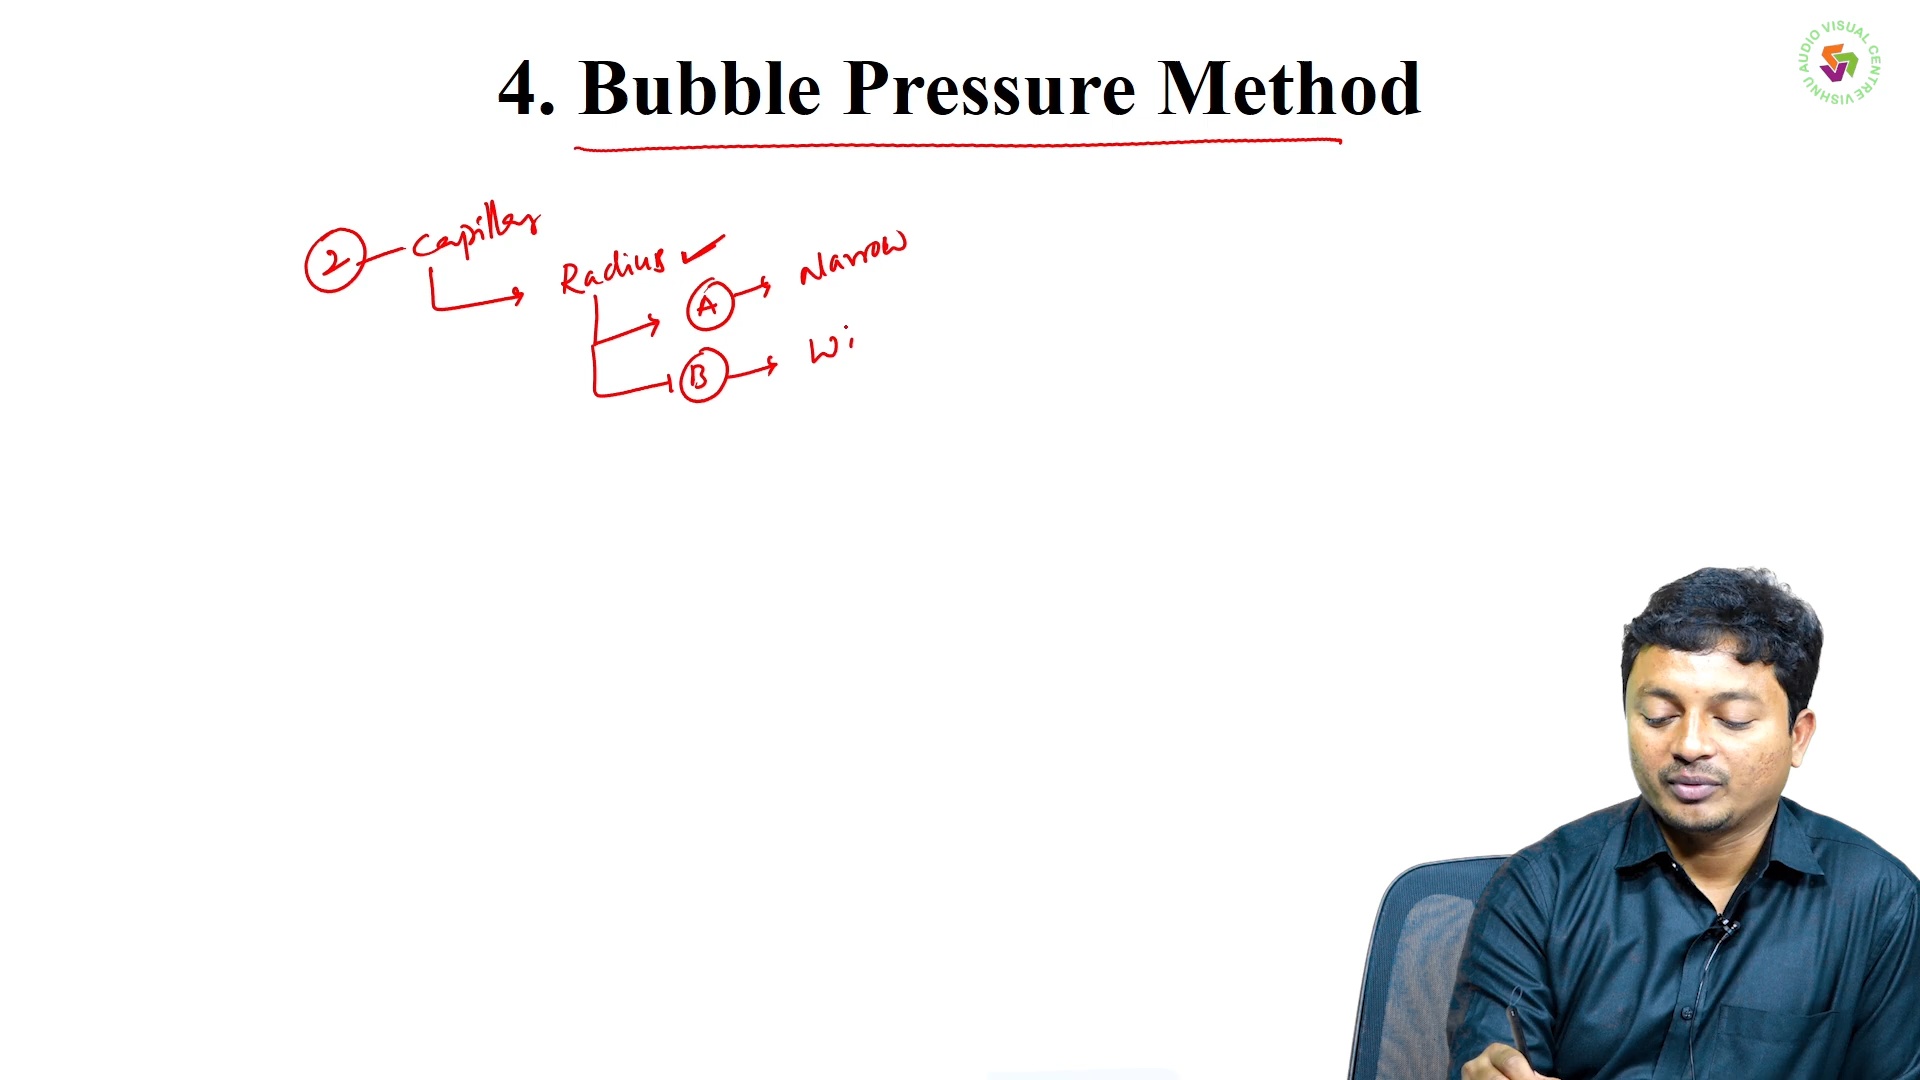 4. Bubble Pressure Method
VISHNU AUDIO VISUAL CENTRE
2 Capillary
Radius ✓
A → Narrow
B → Wi